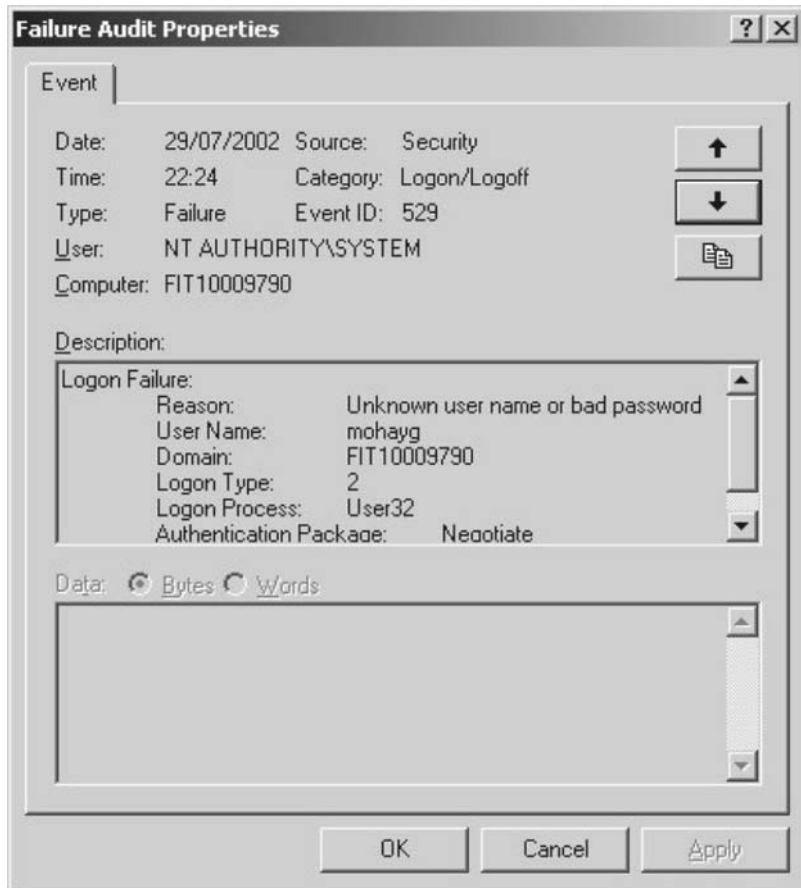 Failure Audit Properties
Event
Date: 29/07/2002 Source: Security
Time: 22:24 Category: Logon/Logoff
Type: Failure Event ID: 529
User: NT AUTHORITY\SYSTEM
Computer: FIT10009790
Description:
Logon Failure:
Reason: Unknown user name or bad password
User Name: mohayg
Domain: FIT10009790
Logon Type: 2
Logon Process: User32
Authentication Package: Negotiate
Data: Bytes Words
OK Cancel Apply